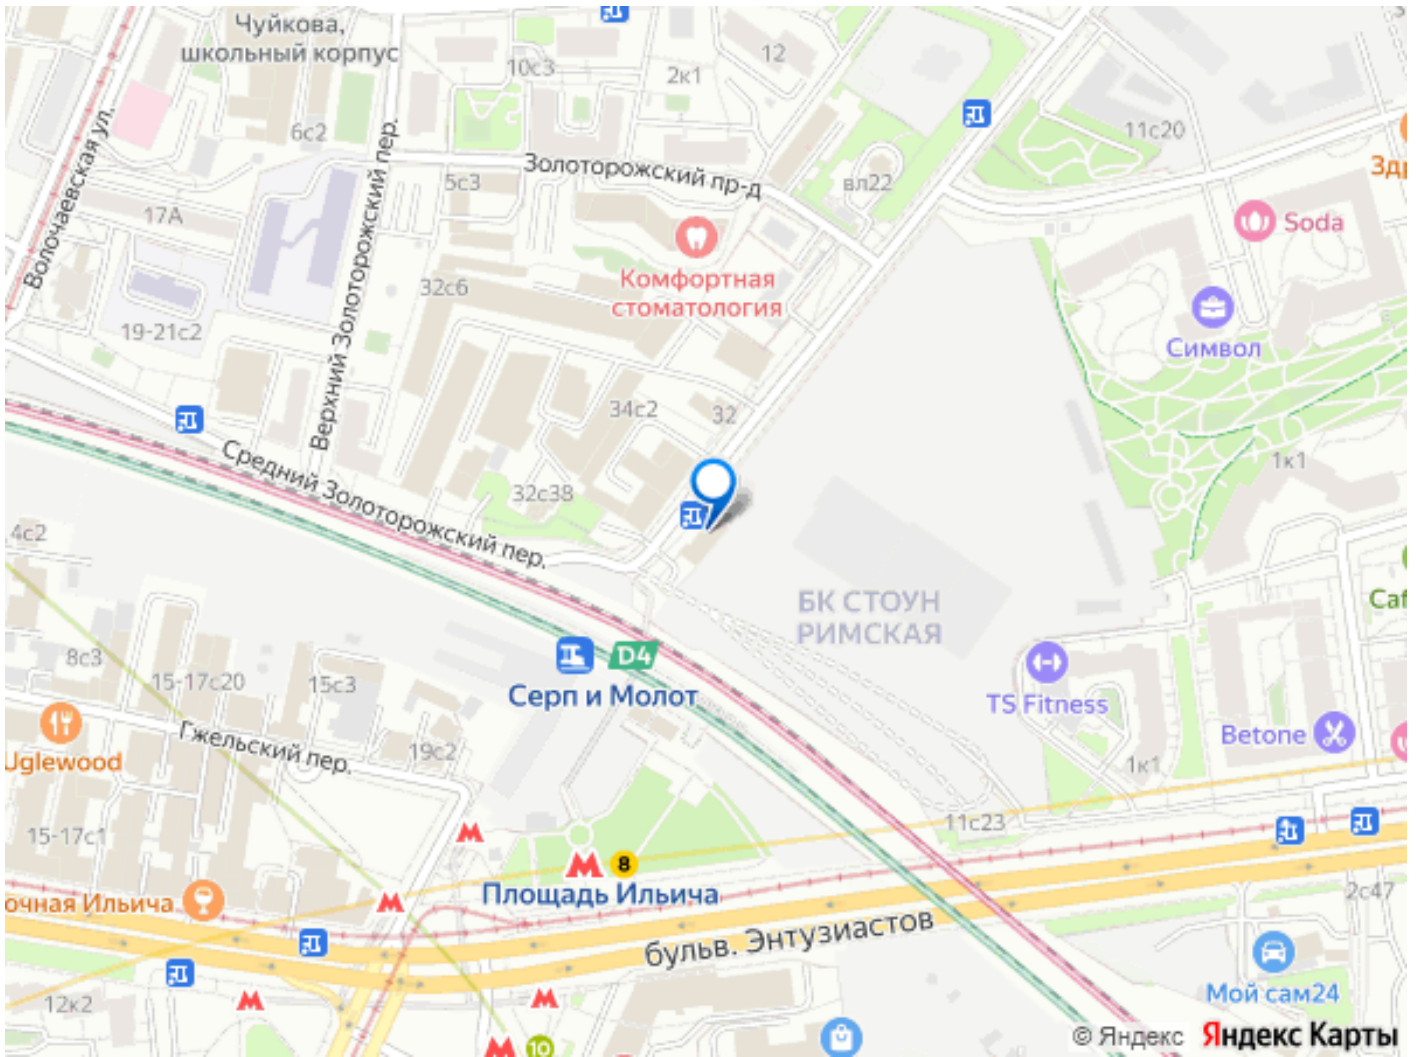 Чуйкова,
школьный корпус
10с3
2к1
12
6с2
11с20
Волочаевская ул.
Верхний Золоторожский пер.
Золоторожский пр-д
5с3
вл22
17А
Soda
Комфортная
стоматология
32с6
19-21с2
Символ
34с2
32
1к1
Средний Золоторожский пер.
32с38
4с2
БК СТОУН
РИМСКАЯ
D4
Серп и Молот
8с3
15-17с20
15с3
TS Fitness
Гжельский пер.
19с2
Uglewood
Betone
1к1
15-17с1
11с23
8
Площадь Ильича
очная Ильича
2с47
бульв. Энтузиастов
12к2
Мой сам24
10
© Яндекс Яндекс Карты